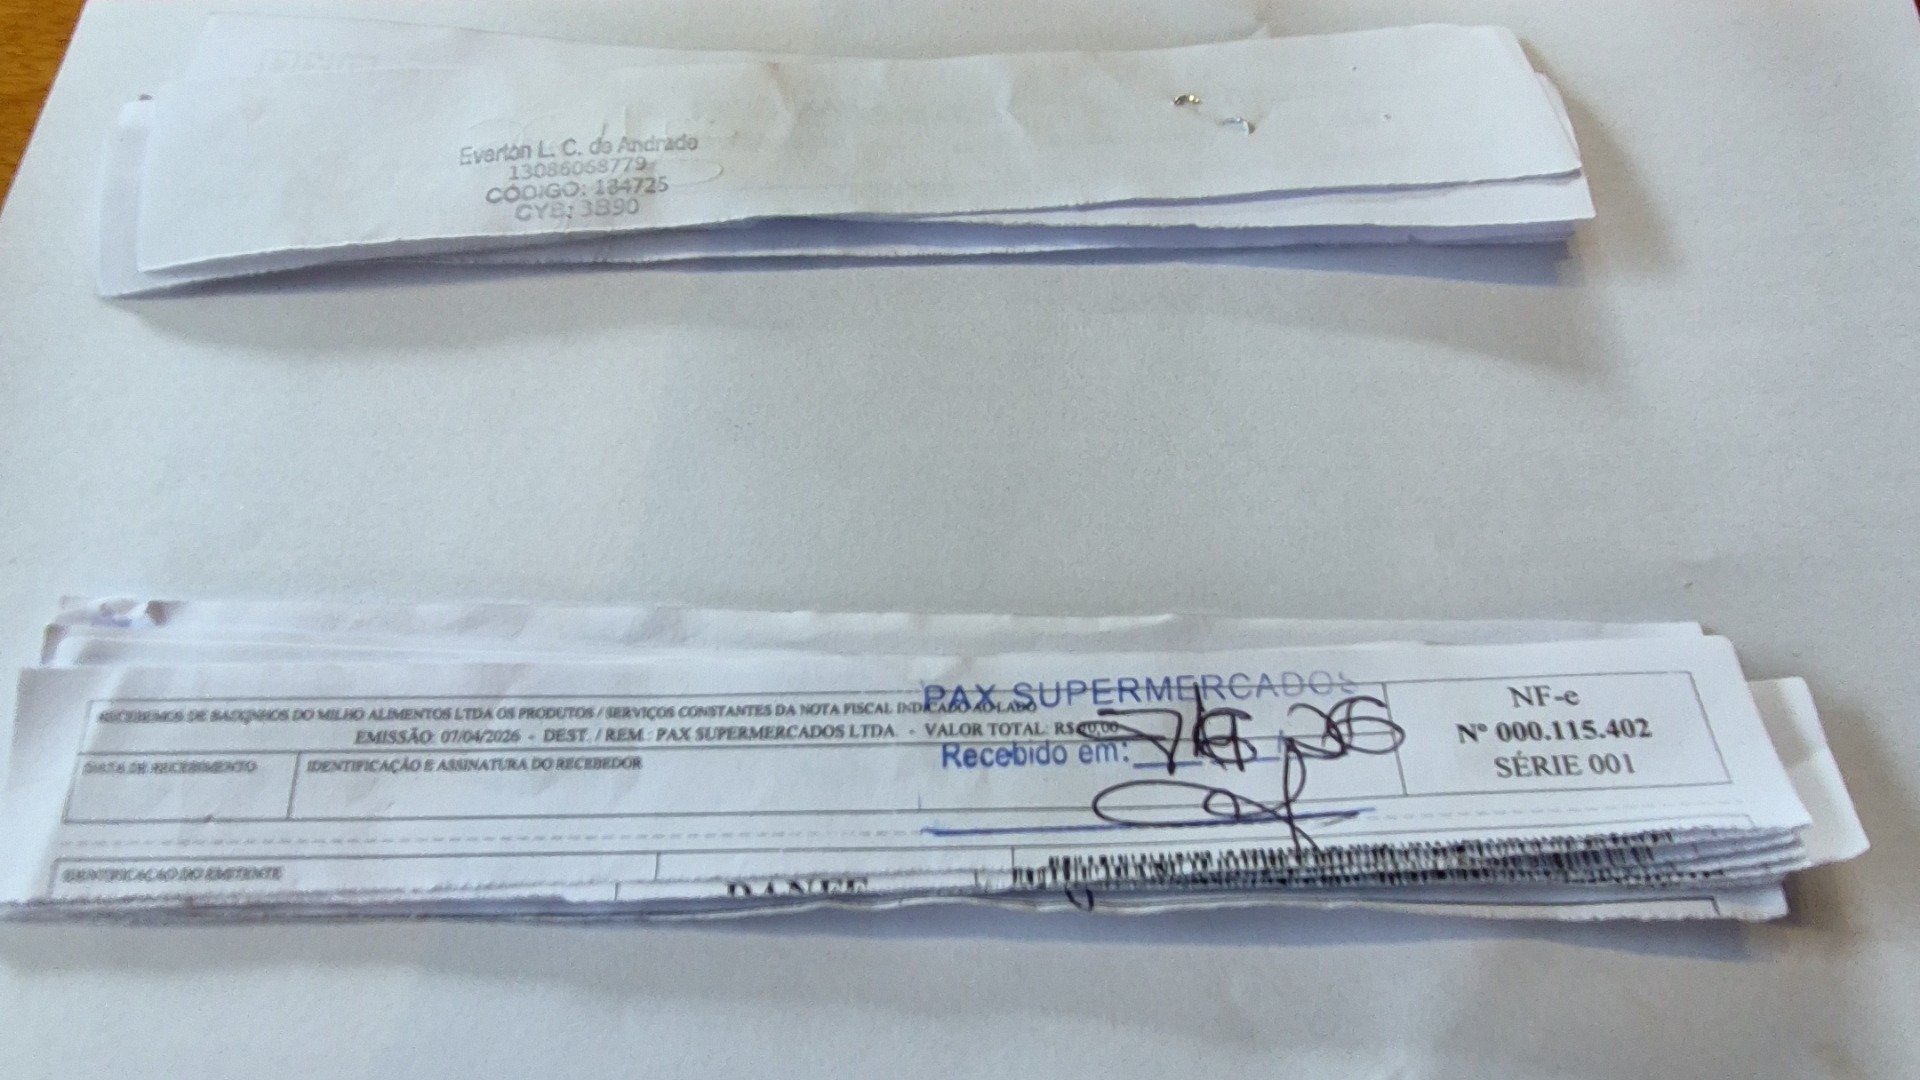 Everton L. C. de Andrade
13086068779
CÓDIGO: 184725
CYB: 3B90
PAX SUPERMERCADOS
RECEBEMOS DE BAIXINHOS DO MILHO ALIMENTOS LTDA OS PRODUTOS / SERVIÇOS CONSTANTES DA NOTA FISCAL INDICADO AO LADO
EMISSÃO: 07/04/2026 - DEST. / REM.: PAX SUPERMERCADOS LTDA. - VALOR TOTAL: R$
Recebido em:
NF-e
Nº 000.115.402
SÉRIE 001
DATA DE RECEBIMENTO
IDENTIFICAÇÃO E ASSINATURA DO RECEBEDOR
IDENTIFICAÇÃO DO EMITENTE
DANFE